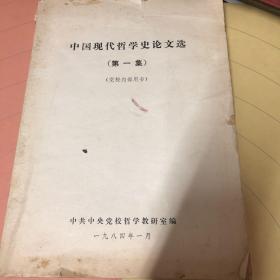 中国现代哲学史论文选
(第一集)
(党校内部用书)
中共中央党校哲学教研室编
一九八四年一月